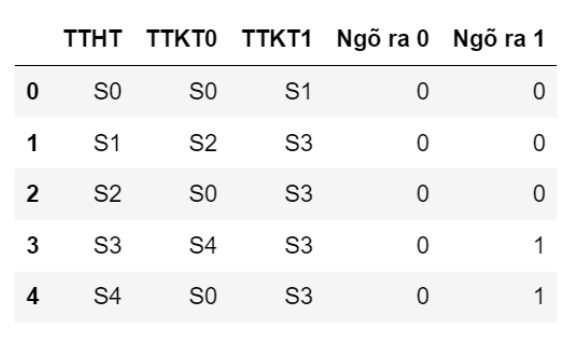 TTHT TTKT0 TTKT1 Ngõ ra 0 Ngõ ra 1
0 S0 S0 S1 0 0
1 S1 S2 S3 0 0
2 S2 S0 S3 0 0
3 S3 S4 S3 0 1
4 S4 S0 S3 0 1